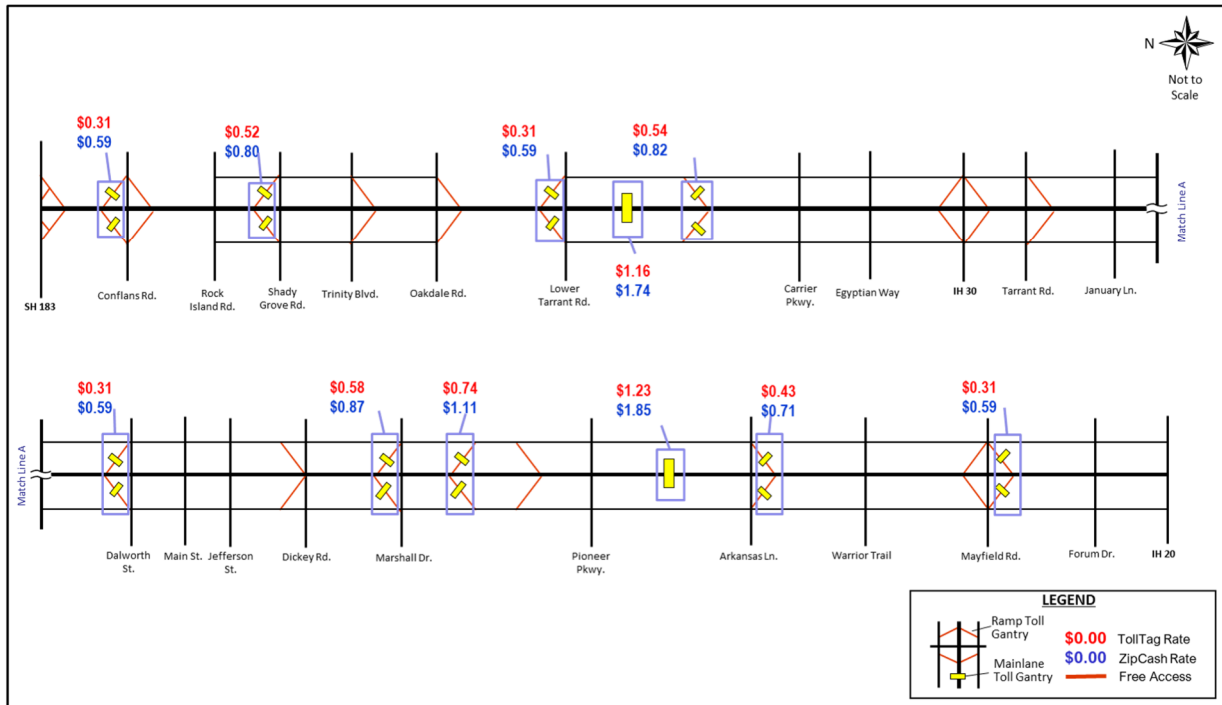 N
Not to
Scale
$0.31
$0.59
$0.52
$0.80
$0.31
$0.59
$0.54
$0.82
$1.16
$1.74
Match Line A
SH 183
Conflans Rd.
Rock
Island Rd.
Shady
Grove Rd.
Trinity Blvd.
Oakdale Rd.
Lower
Tarrant Rd.
Carrier
Pkwy.
Egyptian Way
IH 30
Tarrant Rd.
January Ln.
$0.31
$0.59
$0.58
$0.87
$0.74
$1.11
$1.23
$1.85
$0.43
$0.71
$0.31
$0.59
Match Line A
Dalworth
St.
Main St.
Jefferson
St.
Dickey Rd.
Marshall Dr.
Pioneer
Pkwy.
Arkansas Ln.
Warrior Trail
Mayfield Rd.
Forum Dr.
IH 20
LEGEND
Ramp Toll
Gantry
Mainlane
Toll Gantry
$0.00 TollTag Rate
$0.00 ZipCash Rate
Free Access